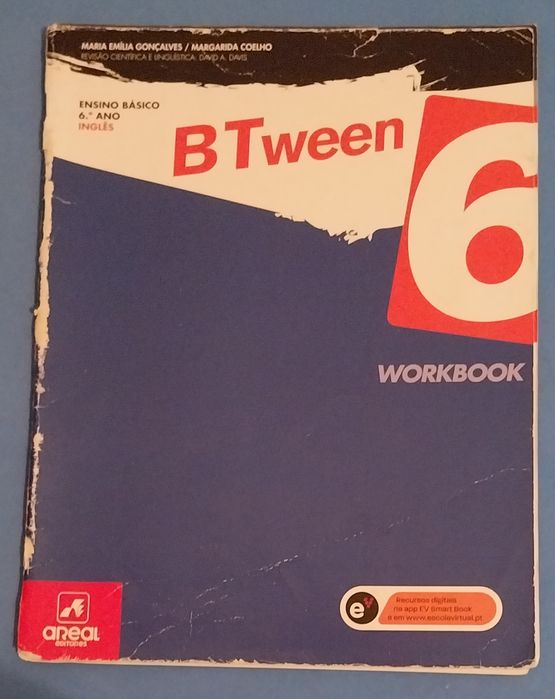 MARIA EMÍLIA GONÇALVES / MARGARIDA COELHO
REVISÃO CIENTÍFICA E LINGUÍSTICA: DAVID A. DAVIS
ENSINO BÁSICO
6.º ANO
INGLÊS
BTween
6
WORKBOOK
e
Recursos digitais
na app EV Smart Book
e em www.escolavirtual.pt
areal
EDITORES